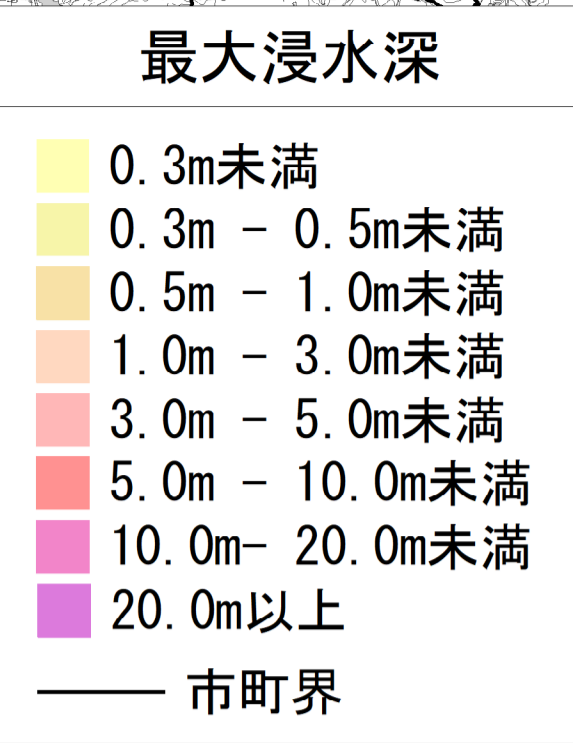 最大浸水深
0.3m未満
0.3m - 0.5m未満
0.5m - 1.0m未満
1.0m - 3.0m未満
3.0m - 5.0m未満
5.0m - 10.0m未満
10.0m- 20.0m未満
20.0m以上
市町界